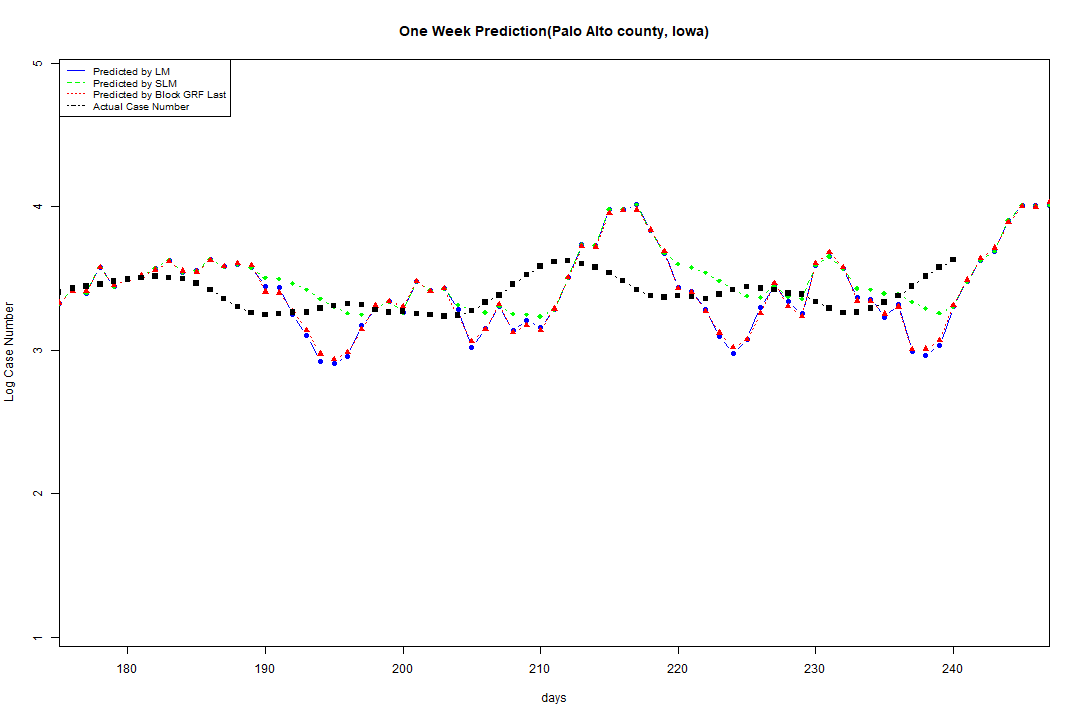 One Week Prediction(Palo Alto county, Iowa)
Predicted by LM
Predicted by SLM
Predicted by Block GRF Last
Actual Case Number
Log Case Number
5
4
3
2
1
180 190 200 210 220 230 240
days